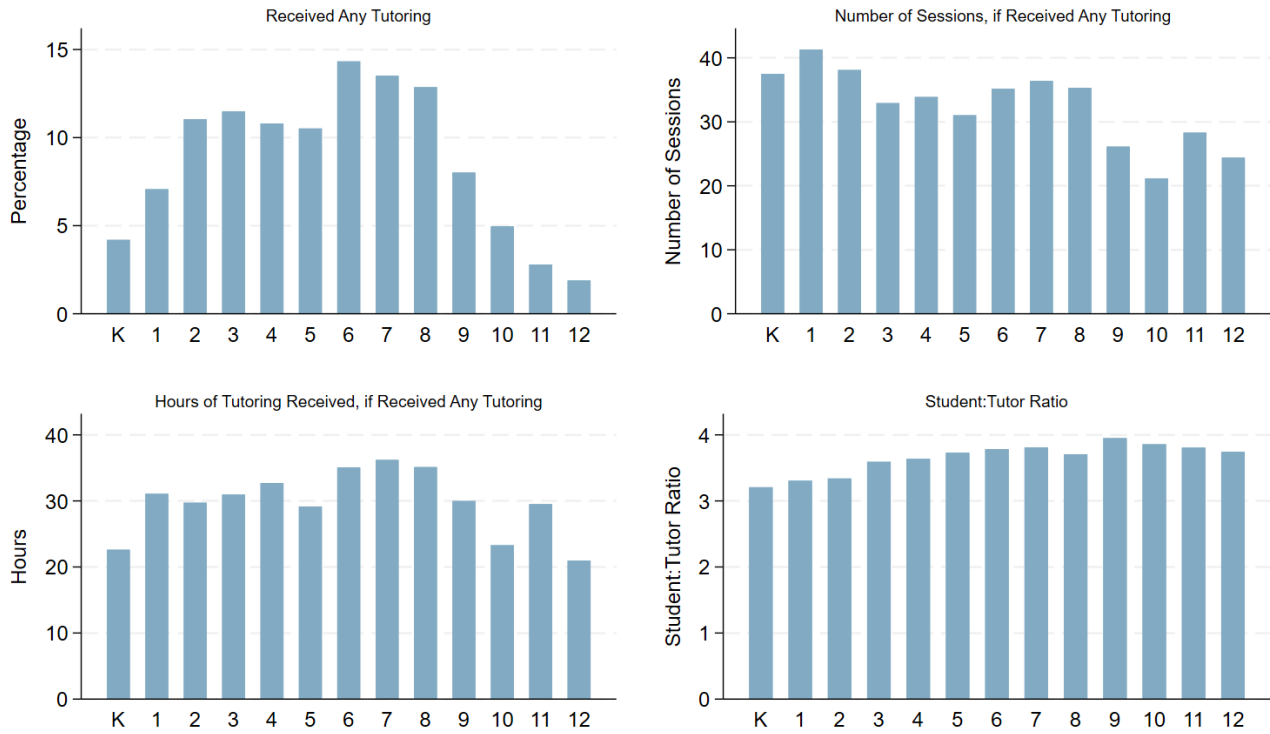 Received Any Tutoring
Percentage
15
10
5
0
K 1 2 3 4 5 6 7 8 9 10 11 12
Number of Sessions, if Received Any Tutoring
Number of Sessions
40
30
20
10
0
K 1 2 3 4 5 6 7 8 9 10 11 12
Hours of Tutoring Received, if Received Any Tutoring
Hours
40
30
20
10
0
K 1 2 3 4 5 6 7 8 9 10 11 12
Student:Tutor Ratio
Student:Tutor Ratio
4
3
2
1
0
K 1 2 3 4 5 6 7 8 9 10 11 12